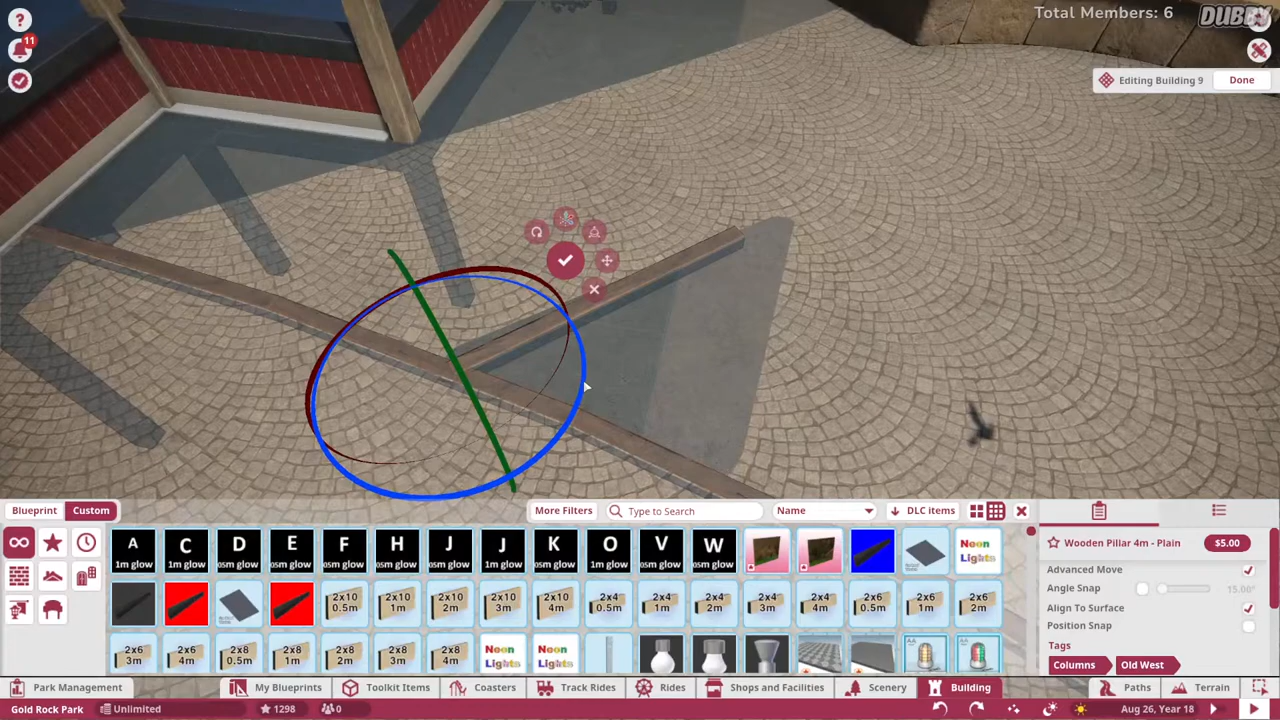 Total Members: 6
DUBBY
?
11
Editing Building 9
Done
Blueprint
Custom
More Filters
Type to Search
Name
DLC items
A
1m glow
C
1m glow
D
05m glow
E
05m glow
F
05m glow
H
05m glow
J
05m glow
J
1m glow
K
05m glow
O
1m glow
V
05m glow
W
05m glow
Neon
Lights
2x10
0.5m
2x10
1m
2x10
2m
2x10
3m
2x10
4m
2x4
0.5m
2x4
1m
2x4
2m
2x4
3m
2x4
4m
2x6
0.5m
2x6
1m
2x6
2m
2x6
3m
2x6
4m
2x8
0.5m
2x8
1m
2x8
2m
2x8
3m
2x8
4m
Neon
Lights
Neon
Lights
Wooden Pillar 4m - Plain
$5.00
Advanced Move
Angle Snap
15.00°
Align To Surface
Position Snap
Tags
Columns
Old West
Park Management
My Blueprints
Toolkit Items
Coasters
Track Rides
Rides
Shops and Facilities
Scenery
Building
Paths
Terrain
Gold Rock Park
Unlimited
1298
0
Aug 26, Year 18